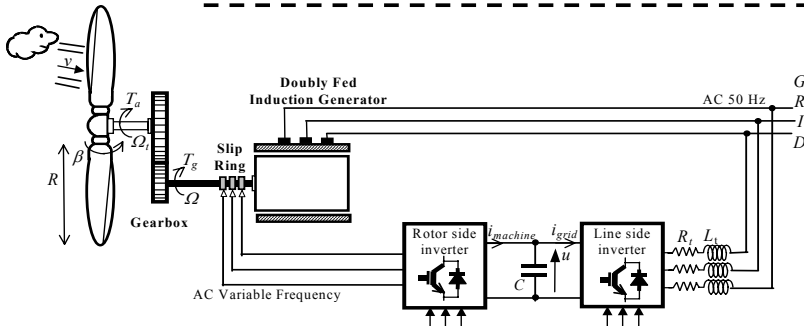 v
T_a
Ω_t
β
R
Gearbox
T_g
Ω
Slip
Ring
Doubly Fed
Induction Generator
AC 50 Hz
G
R
I
D
AC Variable Frequency
Rotor side
inverter
i_machine
i_grid
u
C
Line side
inverter
R_t
L_t